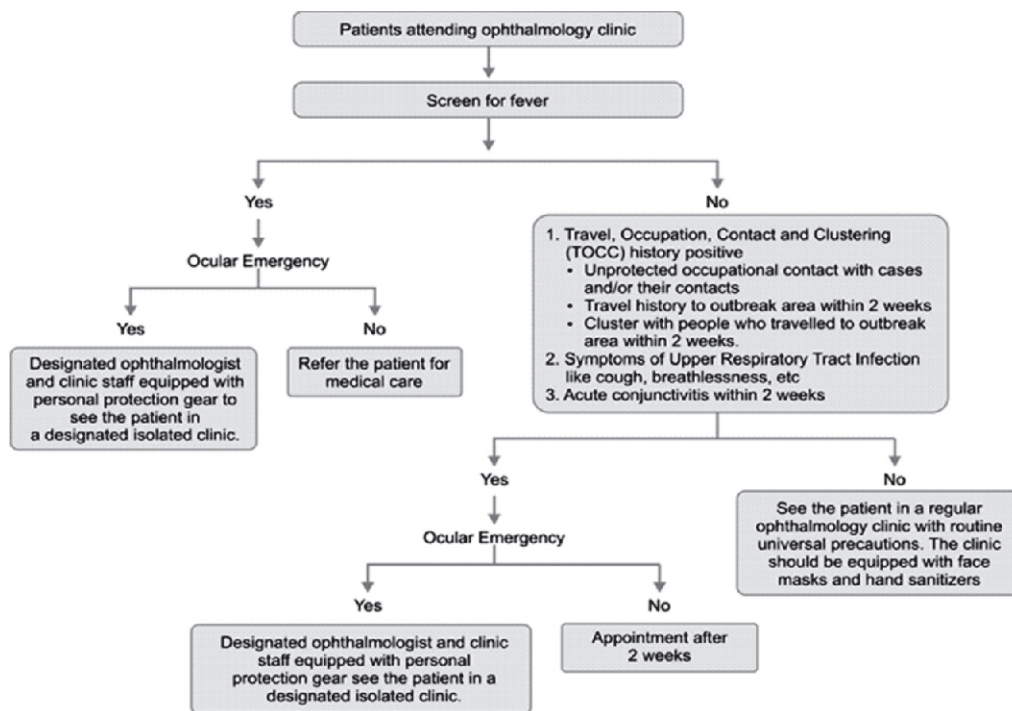 Patients attending ophthalmology clinic
Screen for fever
Yes
No
Ocular Emergency
Yes
No
Designated ophthalmologist
and clinic staff equipped with
personal protection gear to
see the patient in
a designated isolated clinic.
Refer the patient for
medical care
1. Travel, Occupation, Contact and Clustering
(TOCC) history positive
• Unprotected occupational contact with cases
and/or their contacts
• Travel history to outbreak area within 2 weeks
• Cluster with people who travelled to outbreak
area within 2 weeks.
2. Symptoms of Upper Respiratory Tract Infection
like cough, breathlessness, etc
3. Acute conjunctivitis within 2 weeks
Yes
No
Ocular Emergency
See the patient in a regular
ophthalmology clinic with routine
universal precautions. The clinic
should be equipped with face
masks and hand sanitizers
Yes
No
Designated ophthalmologist and clinic
staff equipped with personal
protection gear see the patient in a
designated isolated clinic.
Appointment after
2 weeks